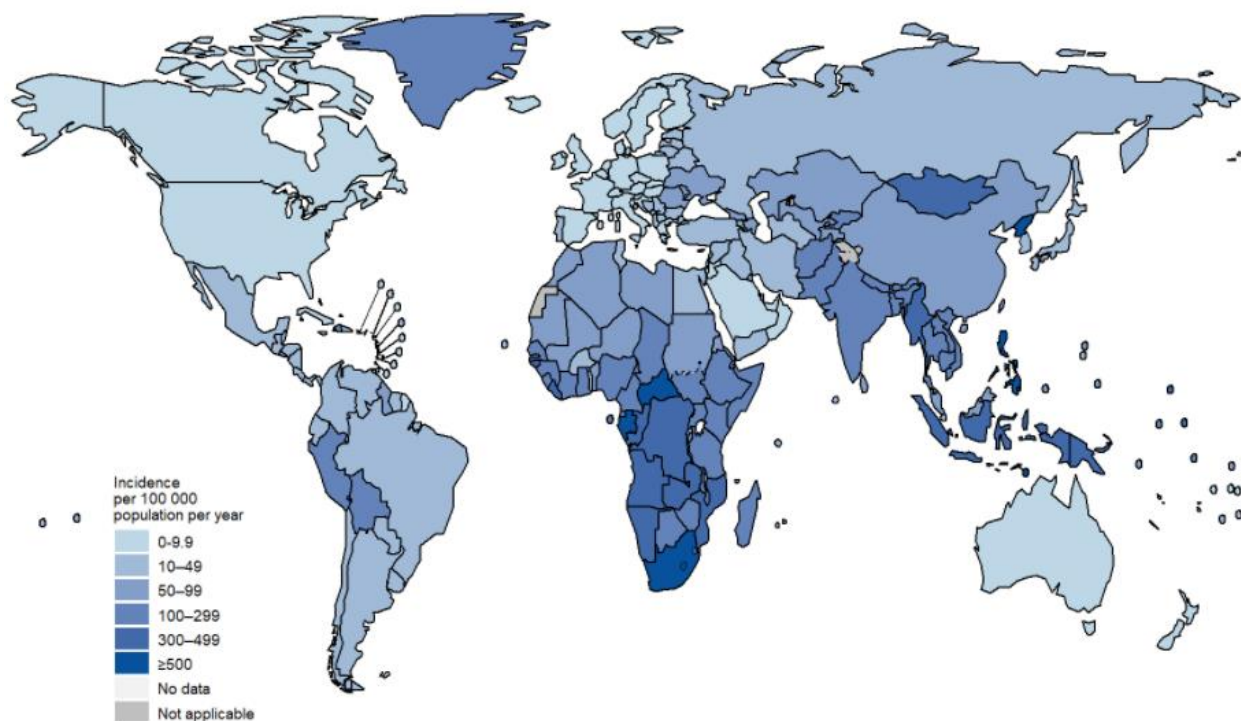 Incidence
per 100 000
population per year
0-9.9
10–49
50–99
100–299
300–499
≥500
No data
Not applicable